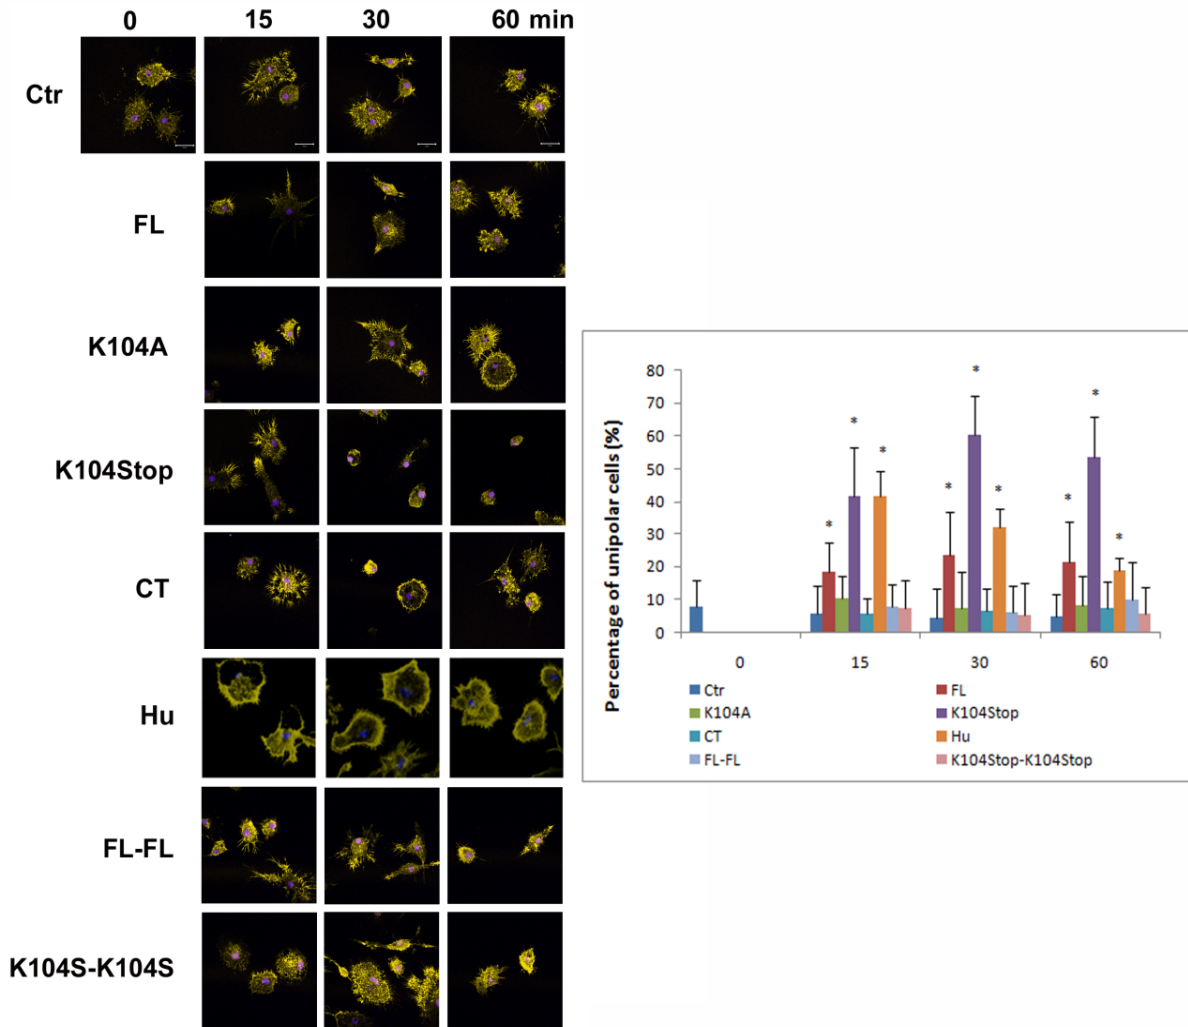 0 15 30 60 min
Ctr
FL
K104A
K104Stop
CT
Hu
FL-FL
K104S-K104S
Percentage of unipolar cells (%)
80
70
60
50
40
30
20
10
0
* * *
* * *
* * *
0 15 30 60
Ctr FL
K104A K104Stop
CT Hu
FL-FL K104Stop-K104Stop